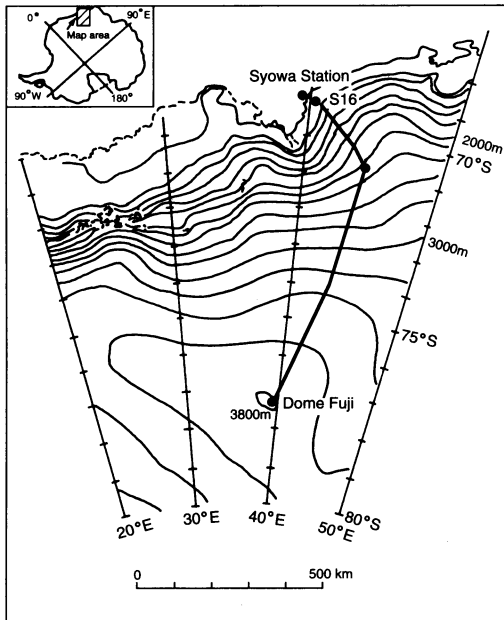 0°
90°E
Map area
90°W
180°
Syowa Station
S16
2000m
70°S
3000m
75°S
Dome Fuji
3800m
20°E
30°E
40°E
50°E
80°S
0
500 km